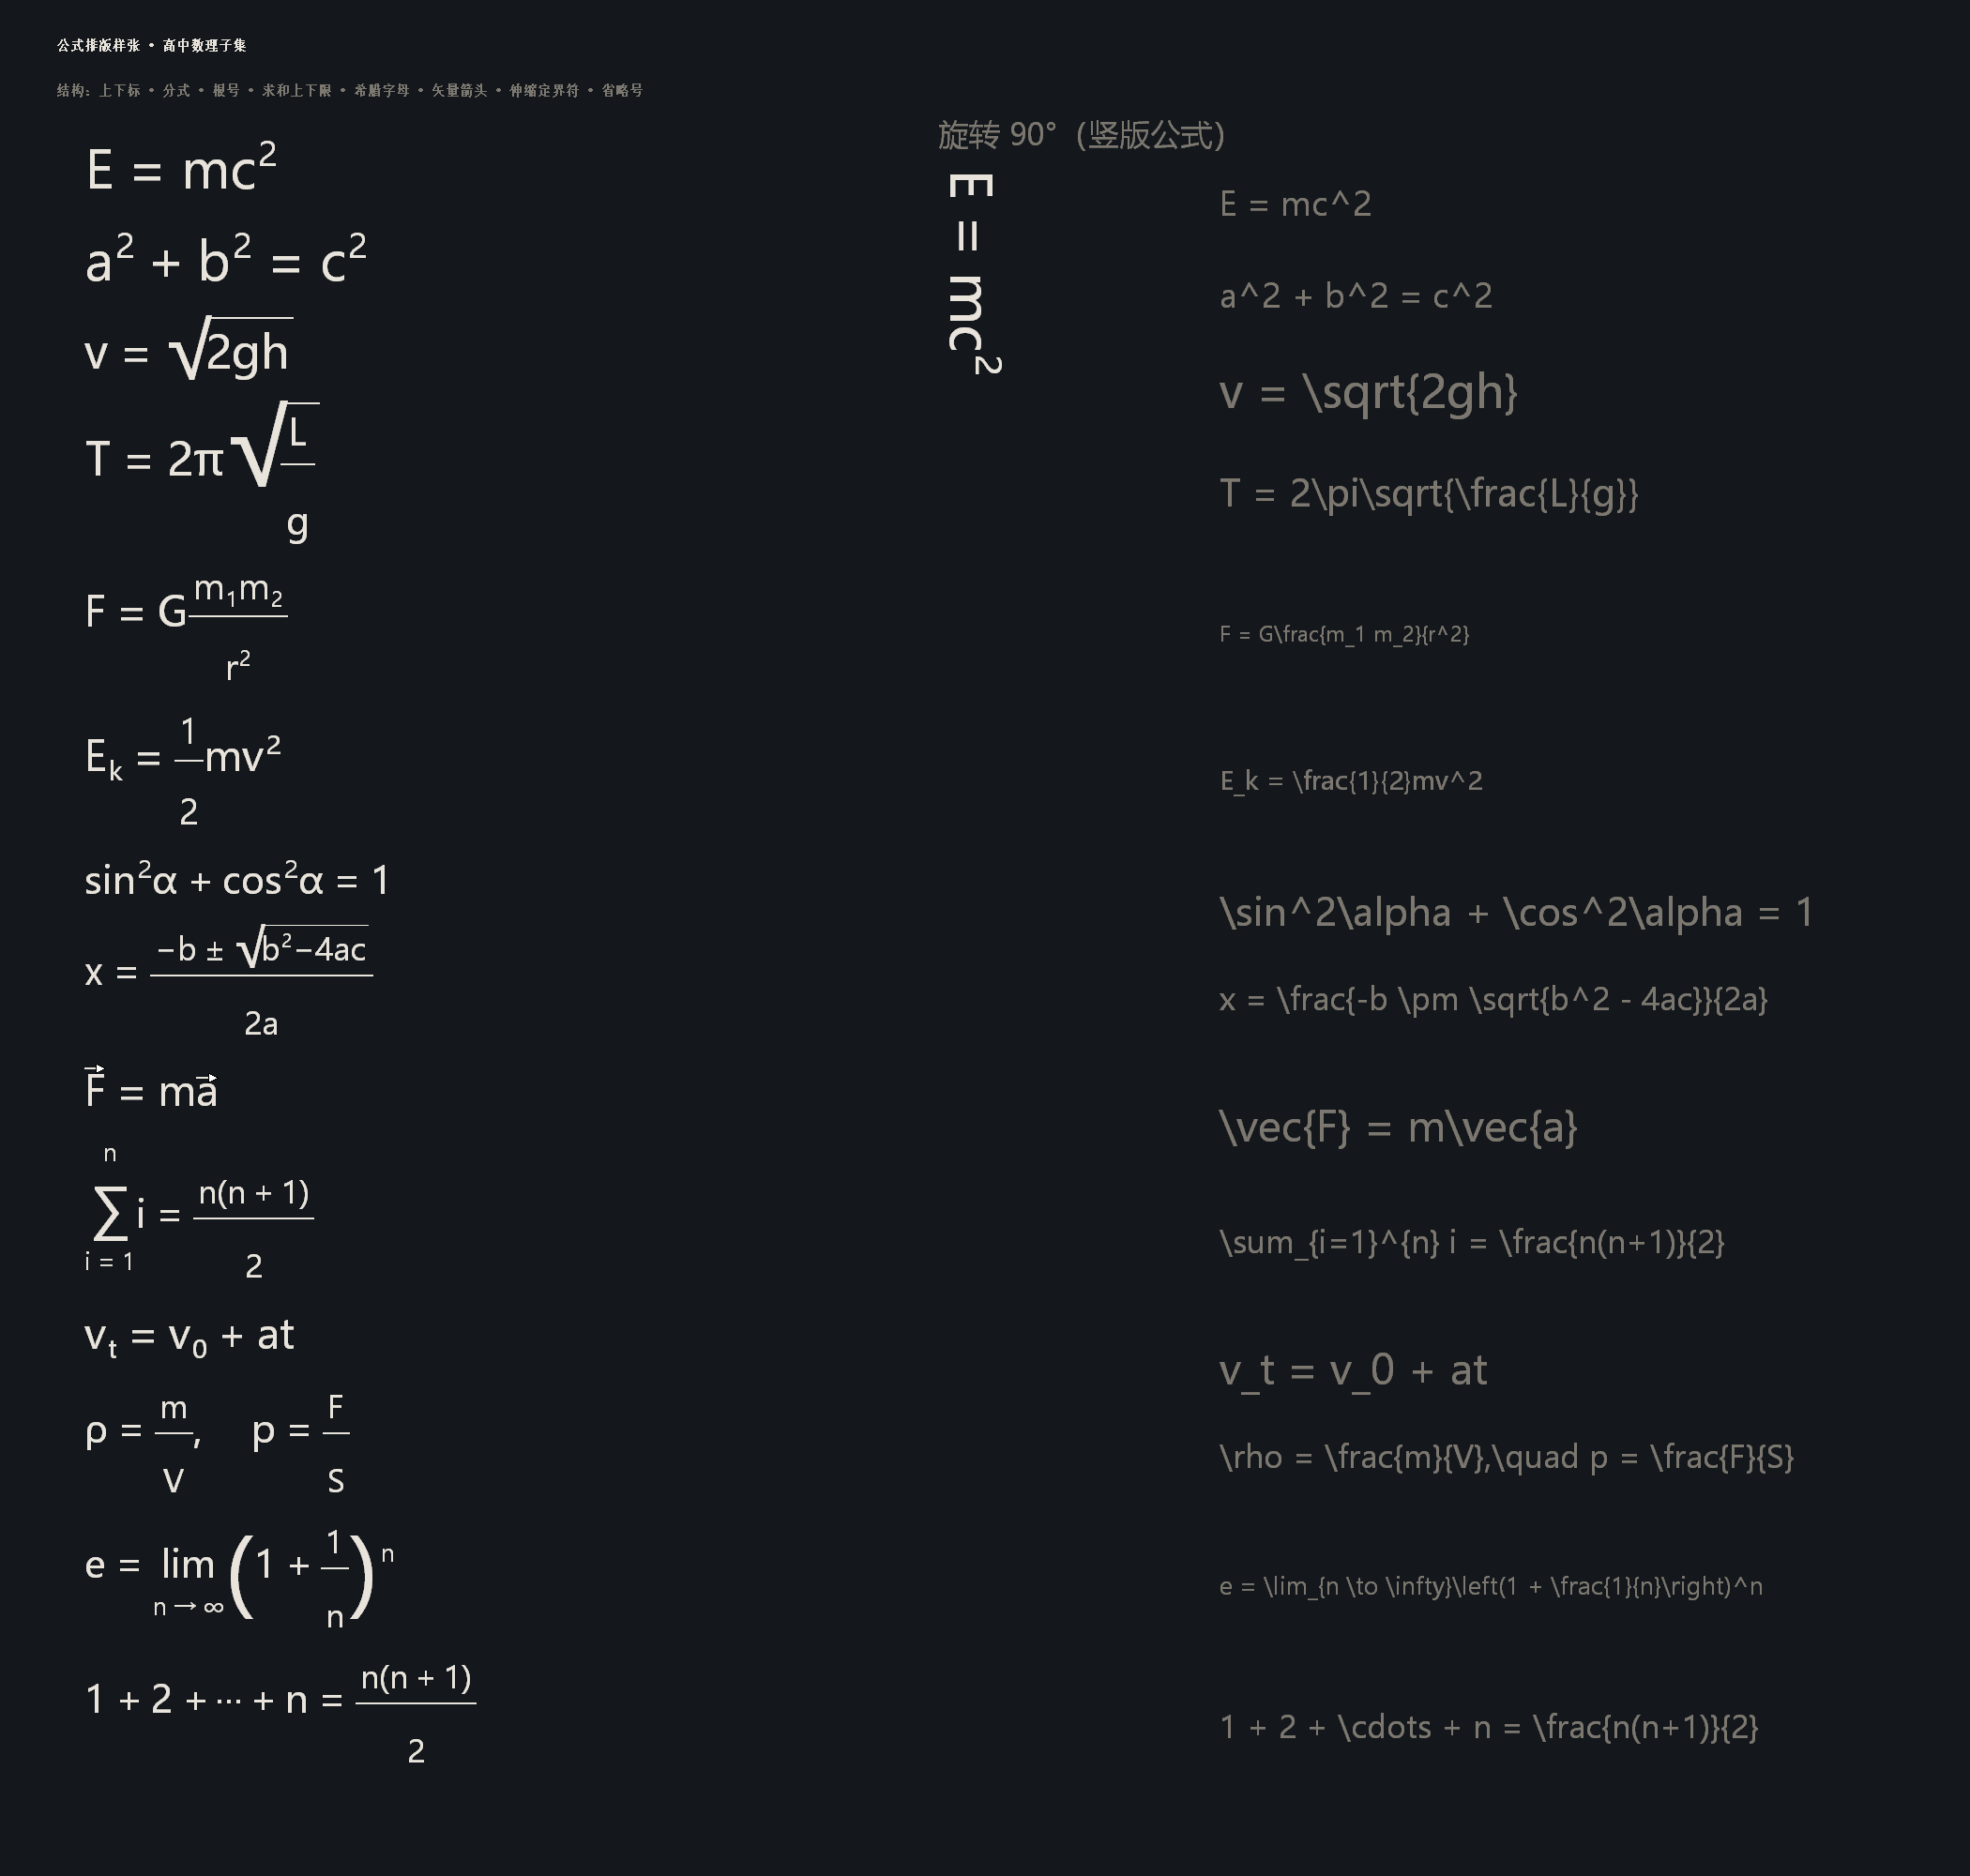 公式排版样张 • 高中数理子集
结构：上下标 • 分式 • 根号 • 求和上下限 • 希腊字母 • 矢量箭头 • 伸缩定界符 • 省略号
旋转 90°（竖版公式）
E = mc²
E = mc²
E = mc^2
a² + b² = c²
a^2 + b^2 = c^2
v = √2gh
v = \sqrt{2gh}
T = 2π√
L
g
T = 2\pi\sqrt{\frac{L}{g}}
F = G
m₁m₂
r²
F = G\frac{m_1 m_2}{r^2}
Eₖ =
1
2
mv²
E_k = \frac{1}{2}mv^2
sin²α + cos²α = 1
\sin^2\alpha + \cos^2\alpha = 1
x =
−b ± √b²−4ac
2a
x = \frac{-b \pm \sqrt{b^2 - 4ac}}{2a}
F⃗ = ma⃗
\vec{F} = m\vec{a}
n
∑i =
i = 1
n(n + 1)
2
\sum_{i=1}^{n} i = \frac{n(n+1)}{2}
vₜ = v₀ + at
v_t = v_0 + at
ρ =
m
V
, p =
F
S
\rho = \frac{m}{V},\quad p = \frac{F}{S}
e = lim
n → ∞
(1 +
1
n
)ⁿ
e = \lim_{n \to \infty}\left(1 + \frac{1}{n}\right)^n
1 + 2 + ⋯ + n =
n(n + 1)
2
1 + 2 + \cdots + n = \frac{n(n+1)}{2}